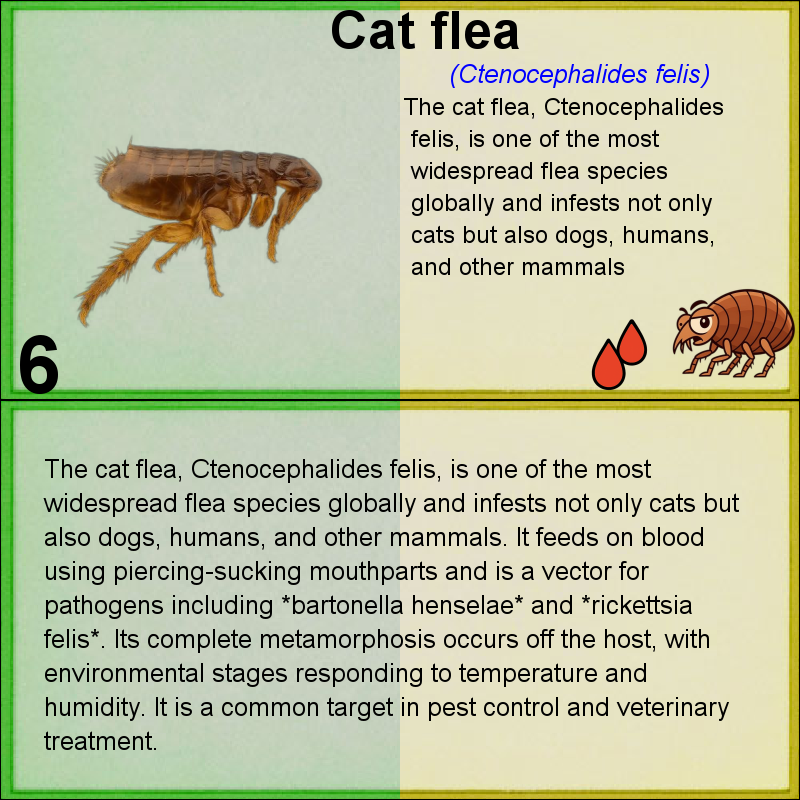 Cat flea
(Ctenocephalides felis)
The cat flea, Ctenocephalides
felis, is one of the most
widespread flea species
globally and infests not only
cats but also dogs, humans,
and other mammals
6
The cat flea, Ctenocephalides felis, is one of the most
widespread flea species globally and infests not only cats but
also dogs, humans, and other mammals. It feeds on blood
using piercing-sucking mouthparts and is a vector for
pathogens including *bartonella henselae* and *rickettsia
felis*. Its complete metamorphosis occurs off the host, with
environmental stages responding to temperature and
humidity. It is a common target in pest control and veterinary
treatment.